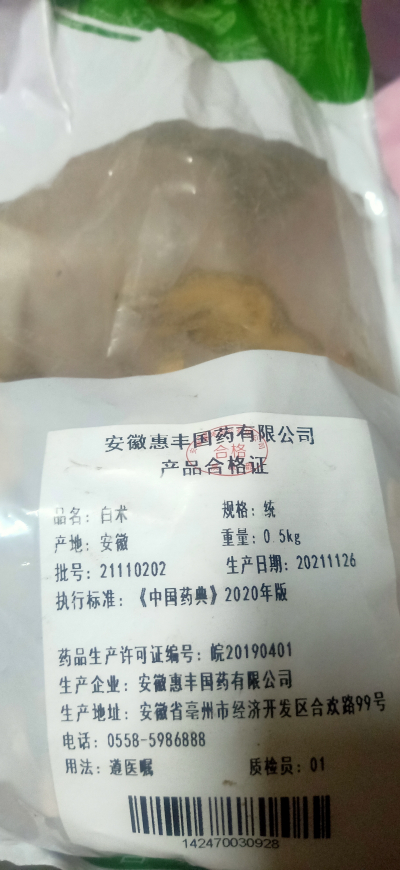 安徽惠丰国药有限公司
合格
产品合格证
品名：白术 规格：统
产地：安徽 重量：0.5kg
批号：21110202 生产日期：20211126
执行标准：《中国药典》2020年版
药品生产许可证编号：皖20190401
生产企业：安徽惠丰国药有限公司
生产地址：安徽省亳州市经济开发区合欢路99号
电话：0558-5986888
用法：遵医嘱 质检员：01
142470030928